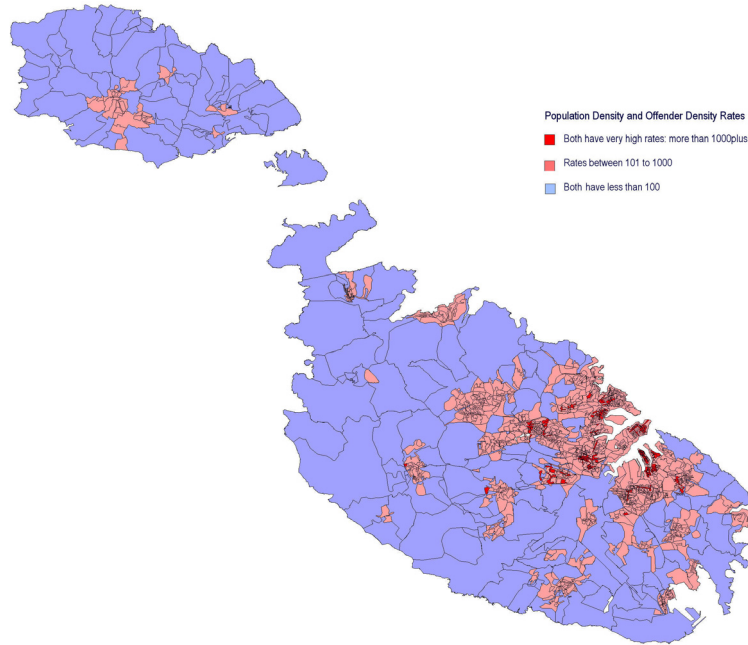 Population Density and Offender Density Rates
Both have very high rates: more than 1000plus
Rates between 101 to 1000
Both have less than 100